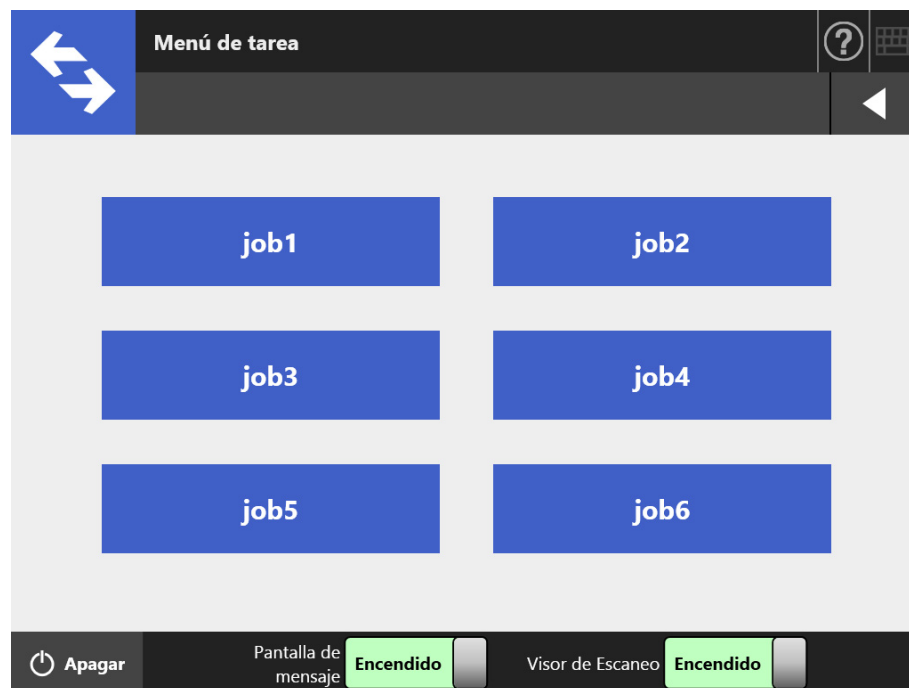 Menú de tarea
?
job1
job2
job3
job4
job5
job6
Apagar
Pantalla de
mensaje
Encendido
Visor de Escaneo
Encendido